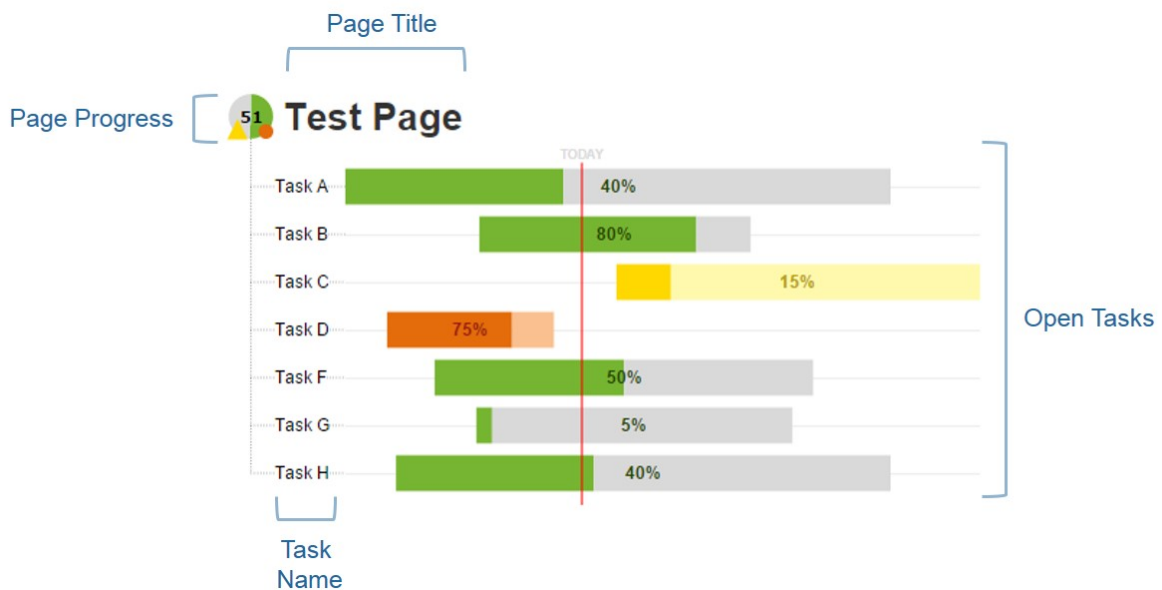 Page Title
Page Progress
51
Test Page
TODAY
Task A
40%
Task B
80%
Task C
15%
Task D
75%
Open Tasks
Task F
50%
Task G
5%
Task H
40%
Task
Name